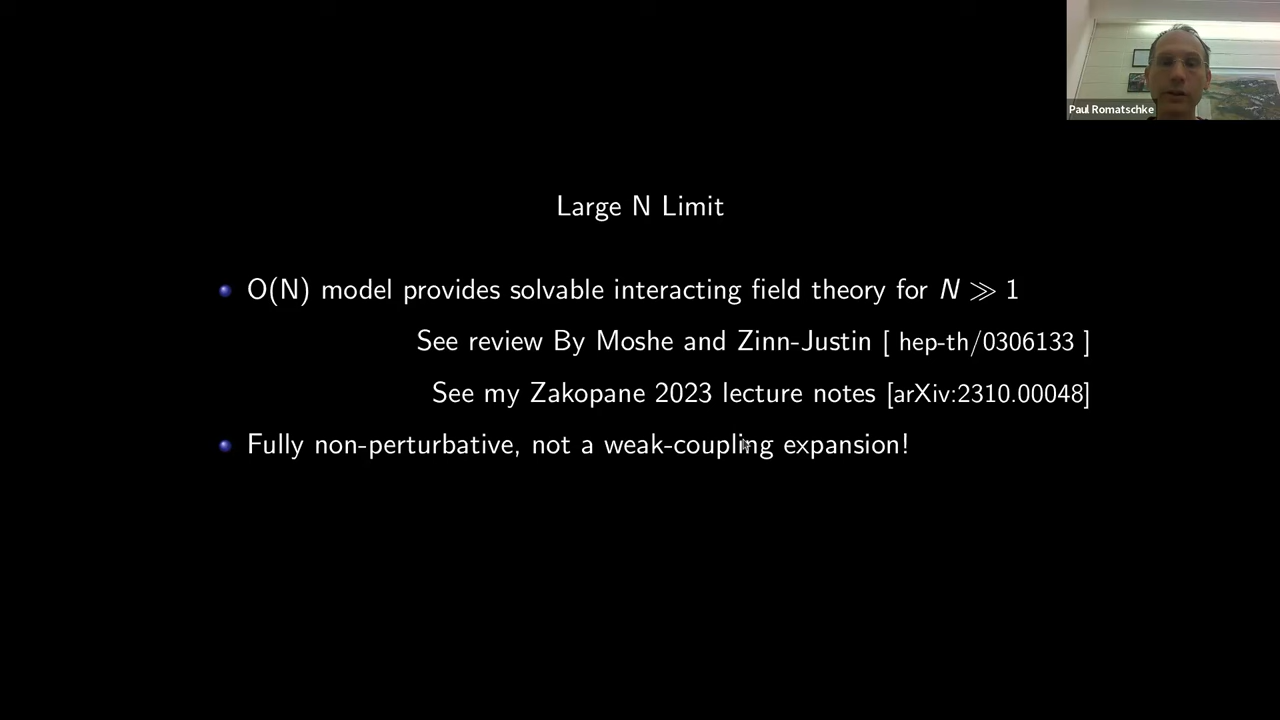 Paul Romatschke
Large N Limit
O(N) model provides solvable interacting field theory for N ≫ 1
See review By Moshe and Zinn-Justin [ hep-th/0306133 ]
See my Zakopane 2023 lecture notes [arXiv:2310.00048]
Fully non-perturbative, not a weak-coupling expansion!